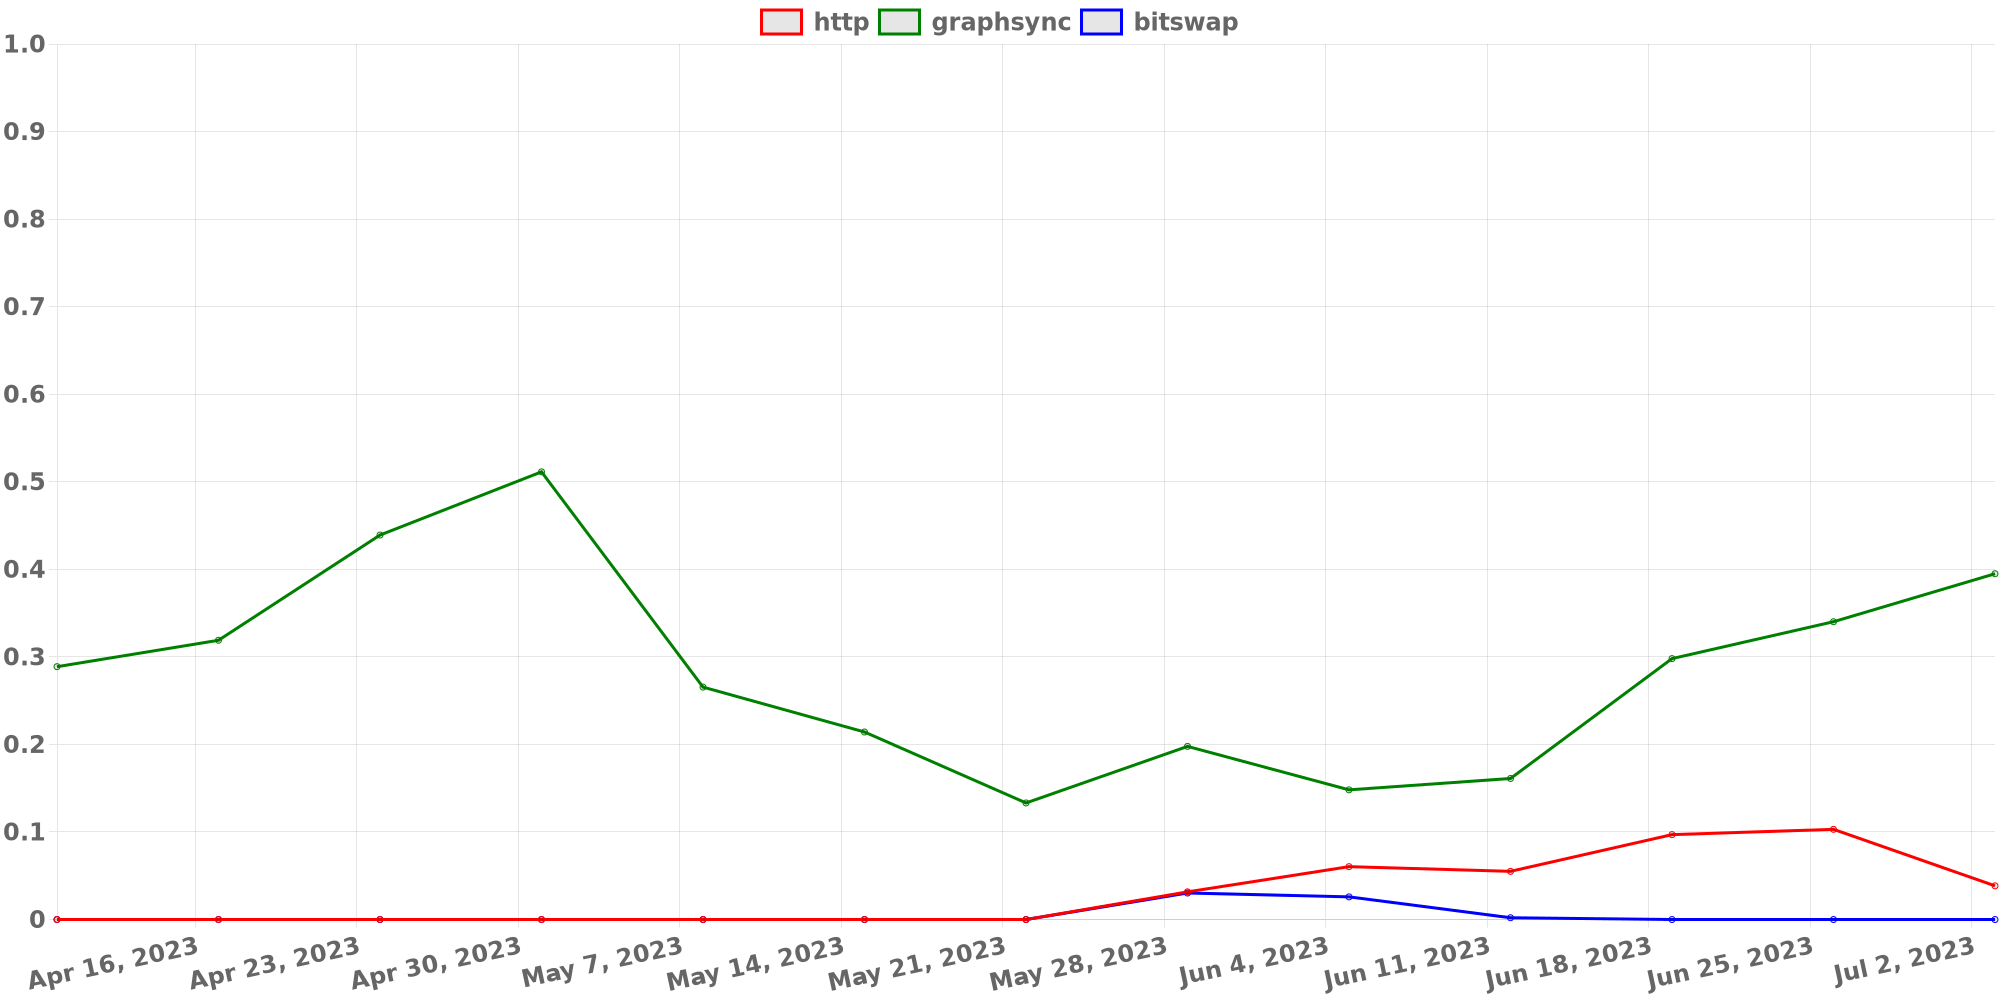 http graphsync bitswap
1.0
0.9
0.8
0.7
0.6
0.5
0.4
0.3
0.2
0.1
0
Apr 16, 2023
Apr 23, 2023
Apr 30, 2023
May 7, 2023
May 14, 2023
May 21, 2023
May 28, 2023
Jun 4, 2023
Jun 11, 2023
Jun 18, 2023
Jun 25, 2023
Jul 2, 2023